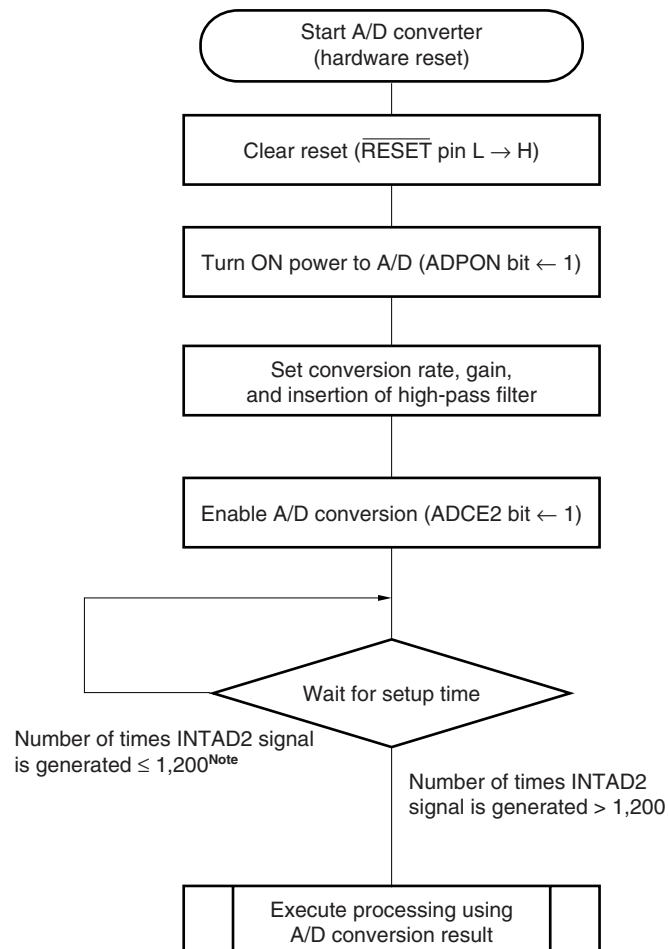 Start A/D converter
(hardware reset)
Clear reset (RESET pin L → H)
Turn ON power to A/D (ADPON bit ← 1)
Set conversion rate, gain,
and insertion of high-pass filter
Enable A/D conversion (ADCE2 bit ← 1)
Wait for setup time
Number of times INTAD2 signal
is generated ≤ 1,200Note
Number of times INTAD2
signal is generated > 1,200
Execute processing using
A/D conversion result